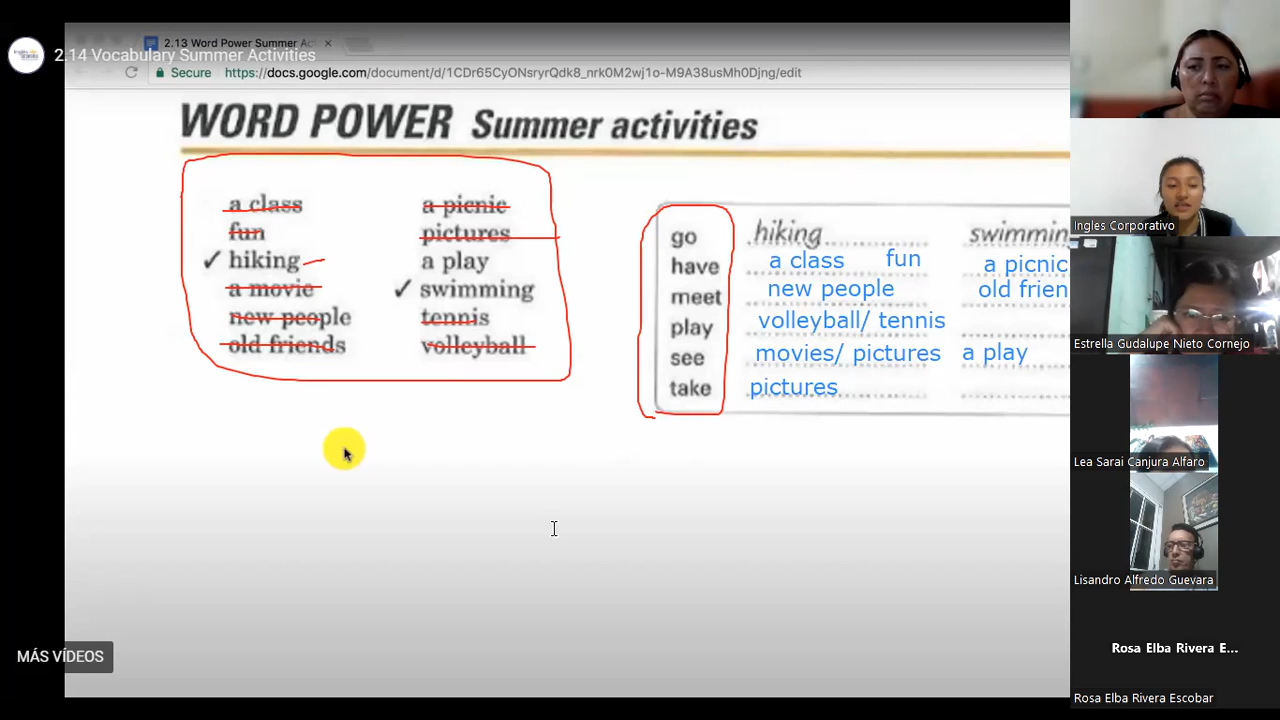 2.13 Word Power Summer Ac
2.14 Vocabulary Summer Activities
Secure https://docs.google.com/document/d/1CDr65CyONsryrQdk8_nrk0M2wj1o-M9A38usMh0Djng/edit
WORD POWER Summer activities
a class a picnic
fun pictures
✓ hiking a play
a movie ✓ swimming
new people tennis
old friends volleyball
go hiking swimmin
have a class fun a picnic
meet new people old frien
play volleyball/ tennis
see movies/ pictures a play
take pictures
MÁS VÍDEOS
Ingles Corporativo
Estrella Gudalupe Nieto Cornejo
Lea Sarai Canjura Alfaro
Lisandro Alfredo Guevara
Rosa Elba Rivera E...
Rosa Elba Rivera Escobar